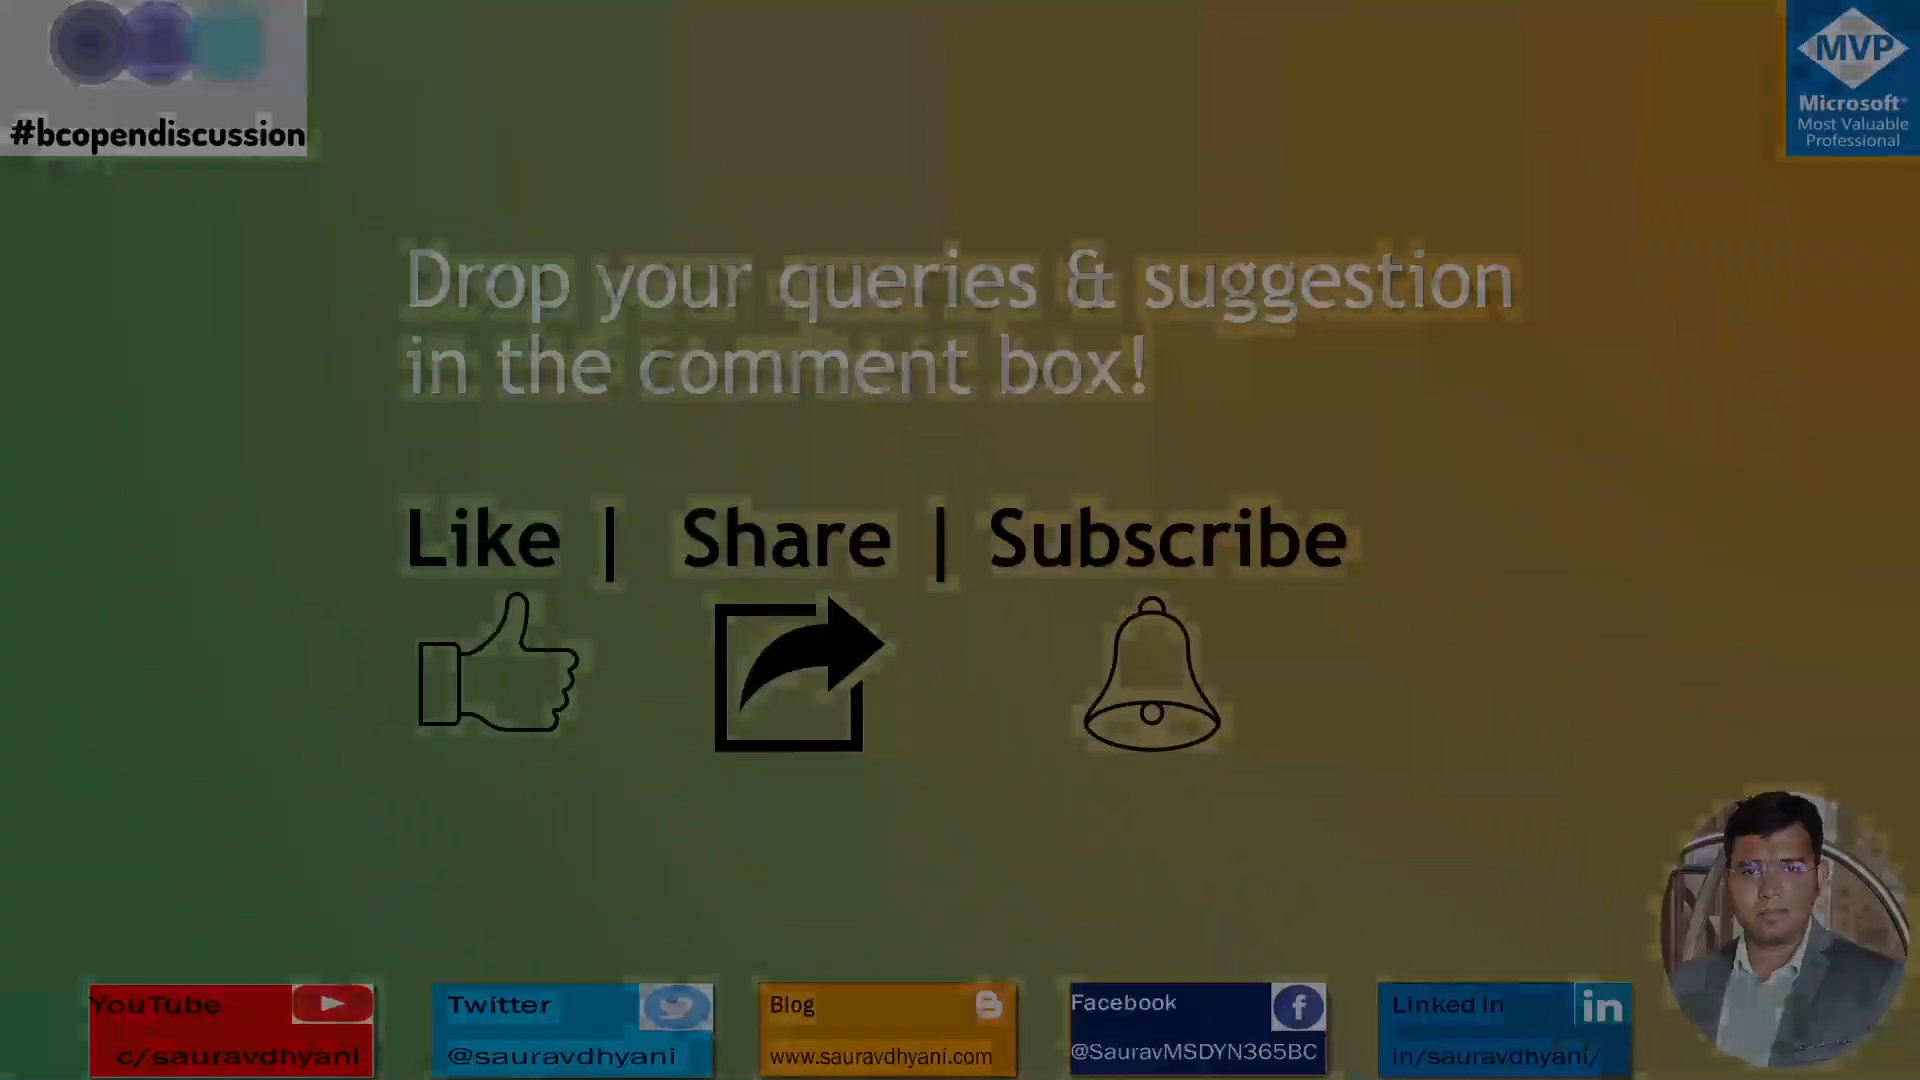 #bcopendiscussion
MVP
Microsoft®
Most Valuable
Professional
Drop your queries & suggestion
in the comment box!
Like | Share | Subscribe
YouTube
c/sauravdhyani
Twitter
@sauravdhyani
Blog
www.sauravdhyani.com
Facebook
@SauravMSDYN365BC
Linked In
in
in/sauravdhyani/